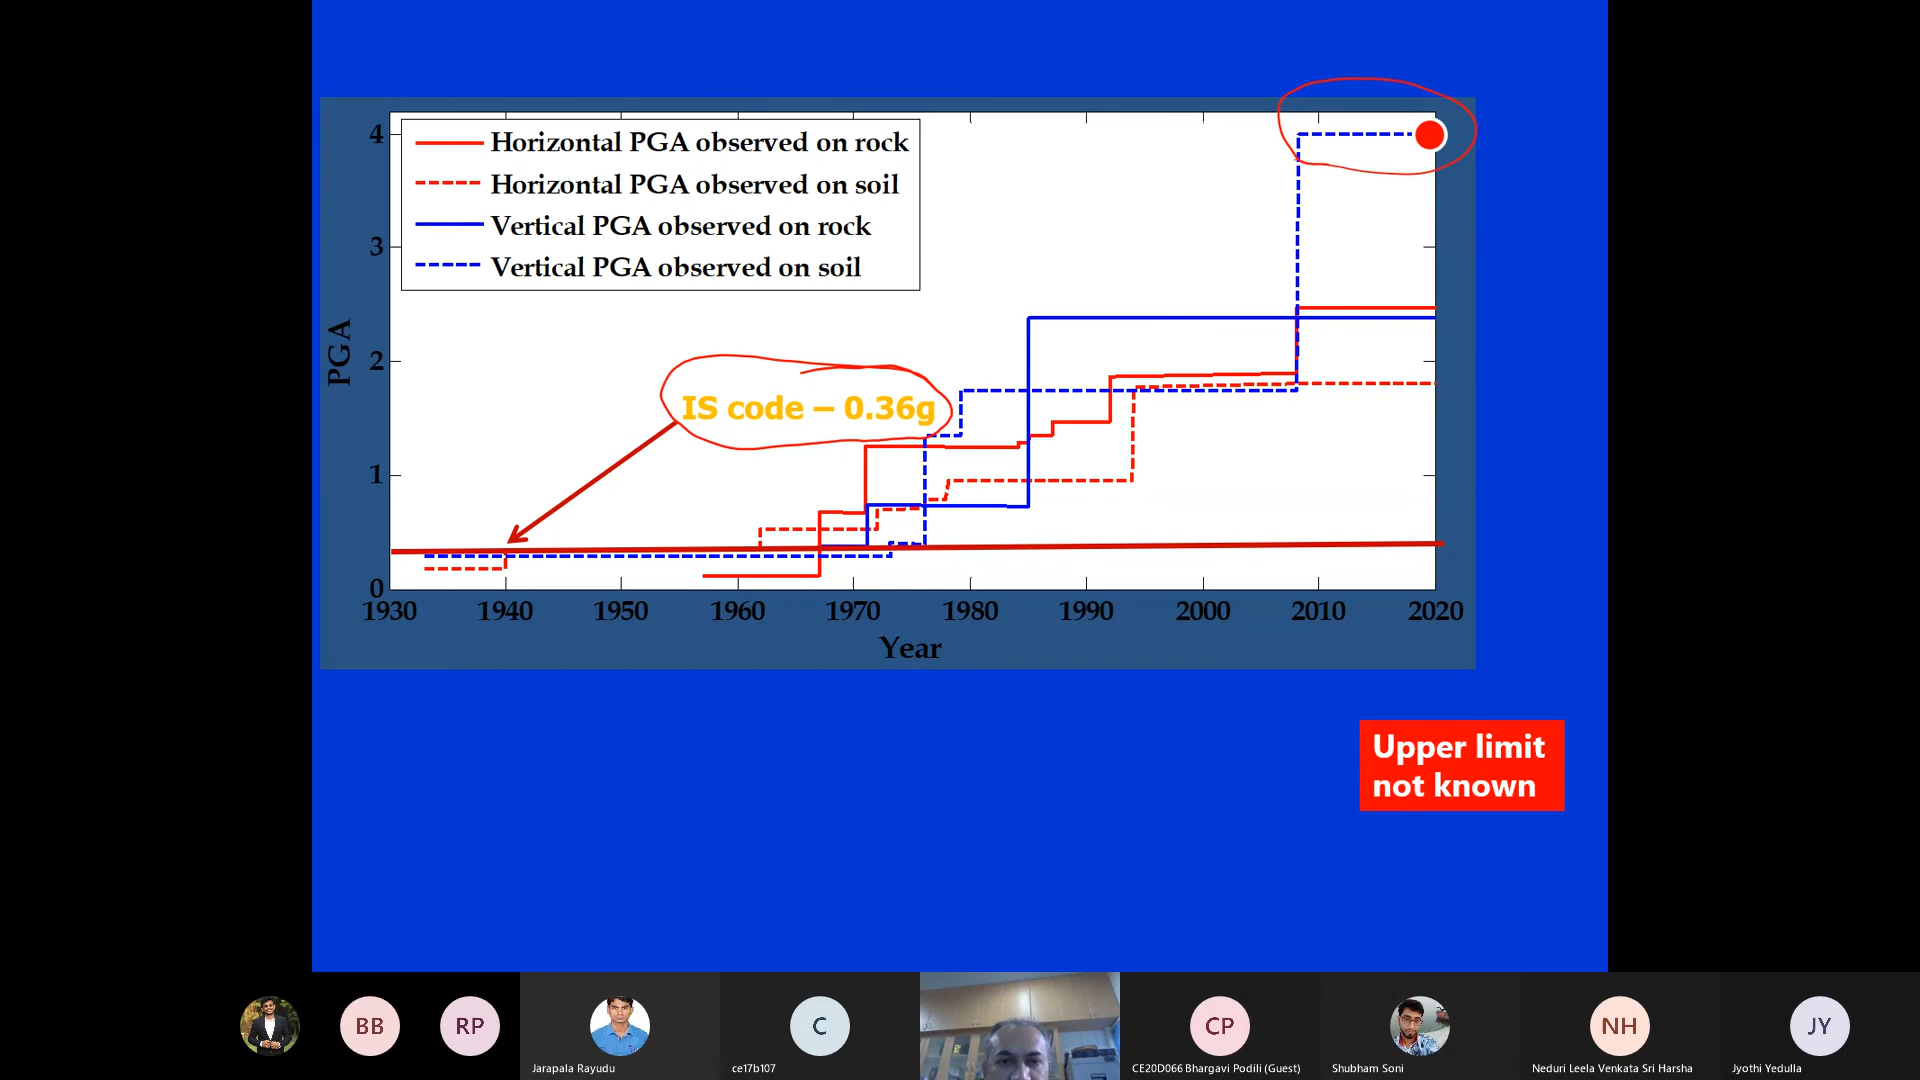 4
3
2
1
0
PGA
Horizontal PGA observed on rock
Horizontal PGA observed on soil
Vertical PGA observed on rock
Vertical PGA observed on soil
IS code – 0.36g
1930 1940 1950 1960 1970 1980 1990 2000 2010 2020
Year
Upper limit
not known
BB
RP
Jarapala Rayudu
C
ce17b107
CP
CE20D066 Bhargavi Podili (Guest)
Shubham Soni
NH
Neduri Leela Venkata Sri Harsha
JY
Jyothi Yedulla